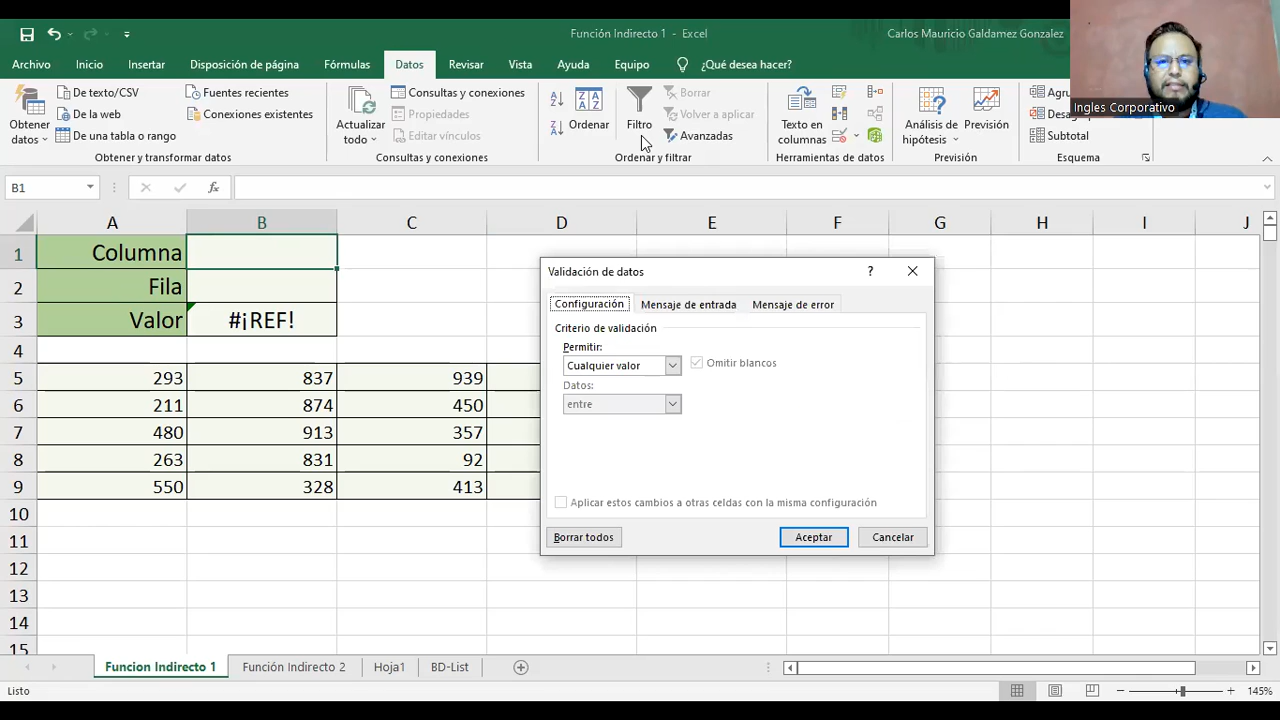 Función Indirecto 1 - Excel
Carlos Mauricio Galdamez Gonzalez
Archivo Inicio Insertar Disposición de página Fórmulas Datos Revisar Vista Ayuda Equipo ¿Qué desea hacer?
Obtener datos
De texto/CSV
De la web
De una tabla o rango
Fuentes recientes
Conexiones existentes
Obtener y transformar datos
Actualizar todo
Consultas y conexiones
Propiedades
Editar vínculos
Consultas y conexiones
Ordenar
Filtro
Borrar
Volver a aplicar
Avanzadas
Ordenar y filtrar
Texto en columnas
Herramientas de datos
Análisis de hipótesis
Previsión
Previsión
Subtotal
Esquema
Ingles Corporativo
B1
fx
A B C D E F G H I J
1 Columna
2 Fila
3 Valor #¡REF!
4
5 293 837 939
6 211 874 450
7 480 913 357
8 263 831 92
9 550 328 413
10
11
12
13
14
15
Validación de datos ?
Configuración Mensaje de entrada Mensaje de error
Criterio de validación
Permitir:
Cualquier valor Omitir blancos
Datos:
entre
Aplicar estos cambios a otras celdas con la misma configuración
Borrar todos Aceptar Cancelar
Funcion Indirecto 1 Función Indirecto 2 Hoja1 BD-List
Listo
145%